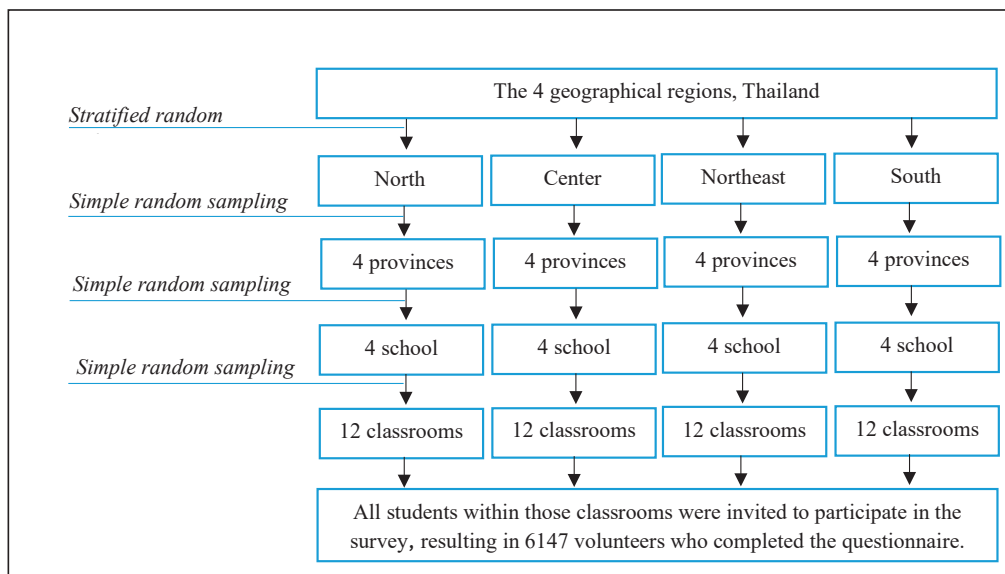 The 4 geographical regions, Thailand
Stratified random
North
Center
Northeast
South
Simple random sampling
4 provinces
4 provinces
4 provinces
4 provinces
Simple random sampling
4 school
4 school
4 school
4 school
Simple random sampling
12 classrooms
12 classrooms
12 classrooms
12 classrooms
All students within those classrooms were invited to participate in the
survey, resulting in 6147 volunteers who completed the questionnaire.